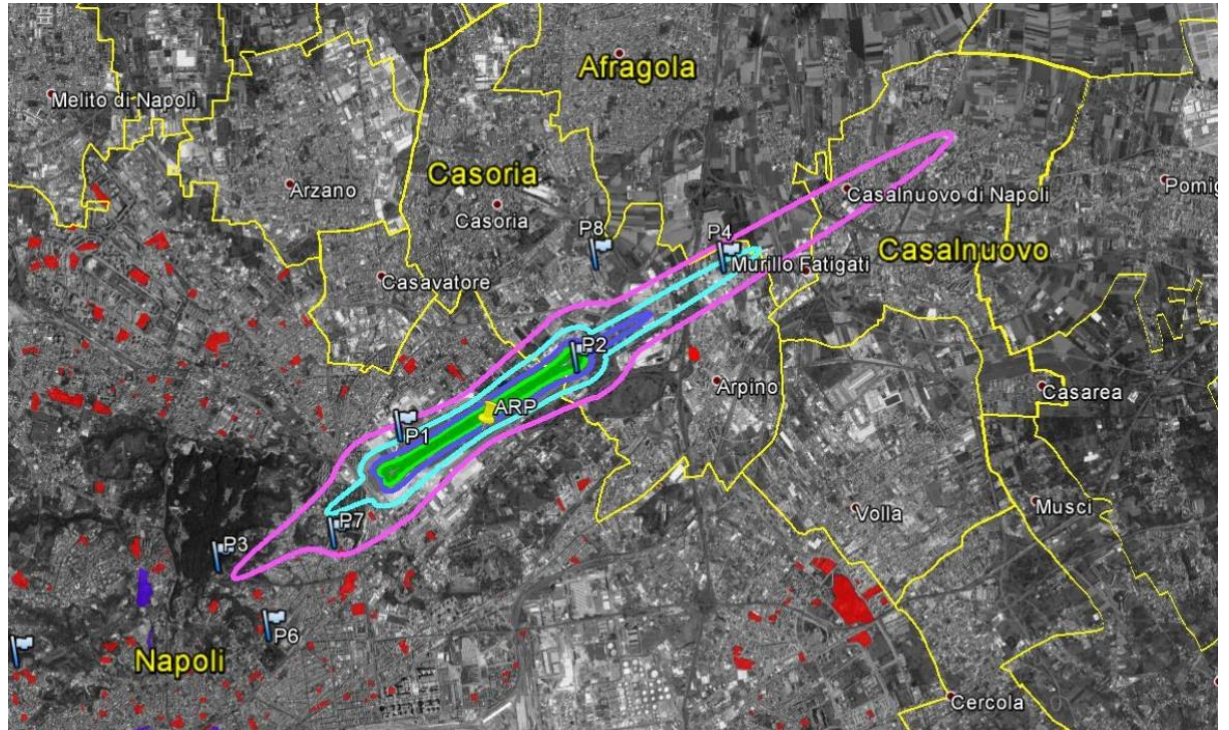 Afragola
Melito di Napoli
Casoria
Arzano
Casoria
Casalnuovo di Napoli
Pomig
P8
P4
Casalnuovo
Murillo Fatigati
Casavatore
P2
Arpino
Casarea
ARP
P1
Volla
Musci
P7
P3
P6
Napoli
Cercola